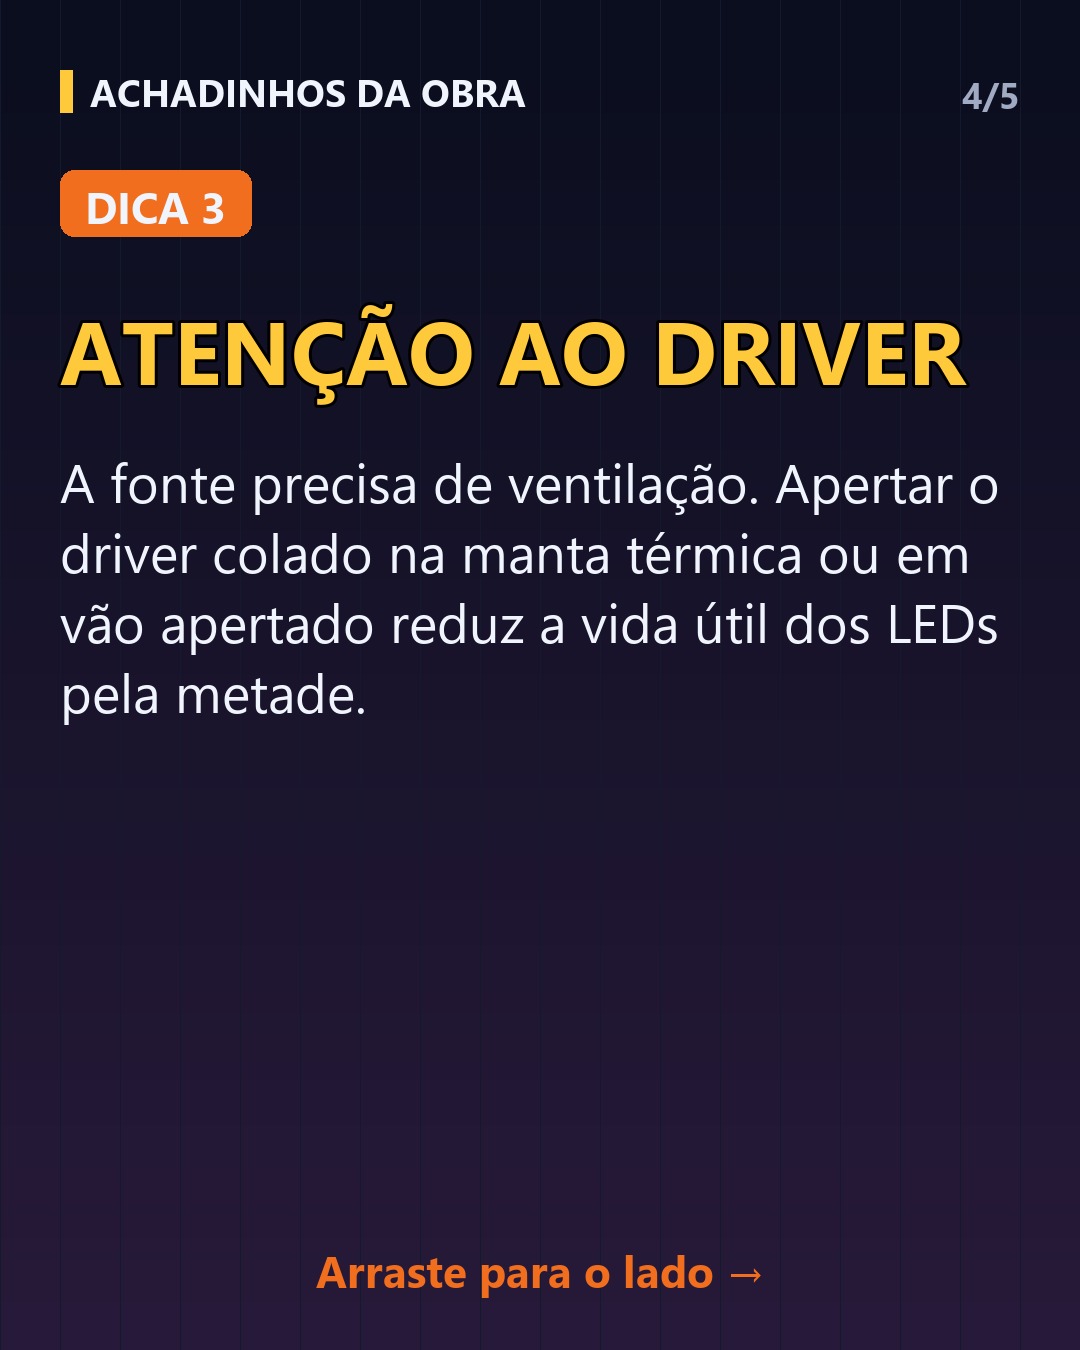 ACHADINHOS DA OBRA
4/5
DICA 3
ATENÇÃO AO DRIVER
A fonte precisa de ventilação. Apertar o
driver colado na manta térmica ou em
vão apertado reduz a vida útil dos LEDs
pela metade.
Arraste para o lado →